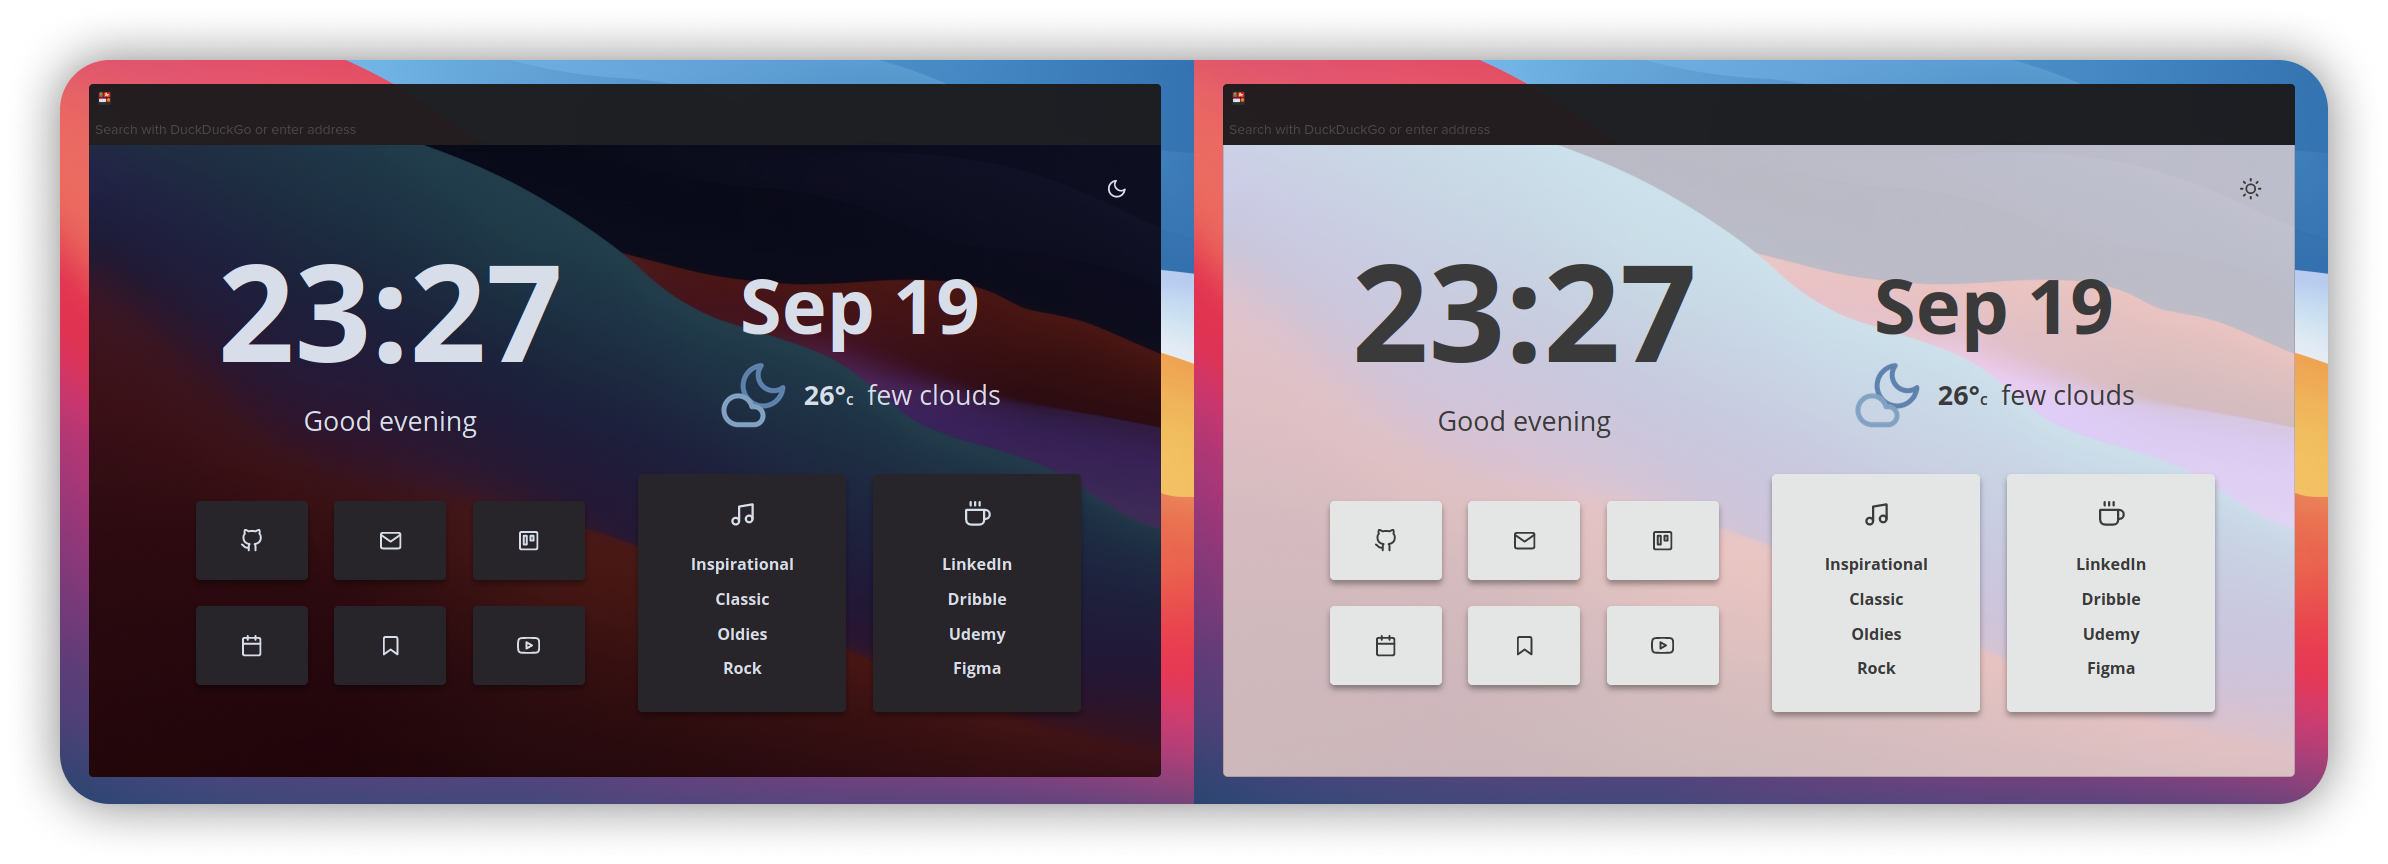 Search with DuckDuckGo or enter address
23:27
Good evening
Sep 19
26°c few clouds
Inspirational
Classic
Oldies
Rock
LinkedIn
Dribble
Udemy
Figma
Search with DuckDuckGo or enter address
23:27
Good evening
Sep 19
26°c few clouds
Inspirational
Classic
Oldies
Rock
LinkedIn
Dribble
Udemy
Figma